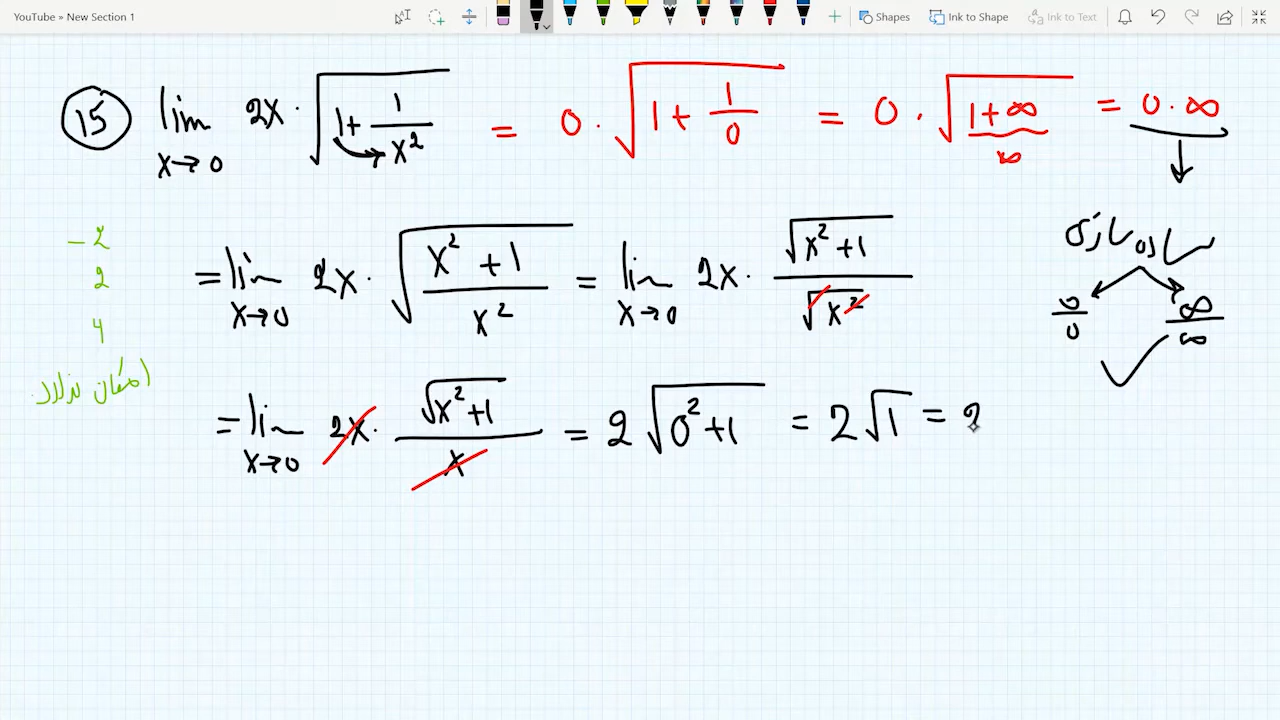 YouTube » New Section 1
Shapes
Ink to Shape
Ink to Text
15 lim x→0 2x · √(1 + 1/x²) = 0 · √(1 + 1/0) = 0 · √(1+∞) ∞ = 0 · ∞
ساده سازی
0/0 ∞/∞
-2
2
4
امکان ندارد
= lim x→0 2x · √((x² + 1)/x²) = lim x→0 2x · √(x² + 1)/√(x²)
= lim x→0 2x · √(x² + 1)/x = 2√(0² + 1) = 2√1 = 2